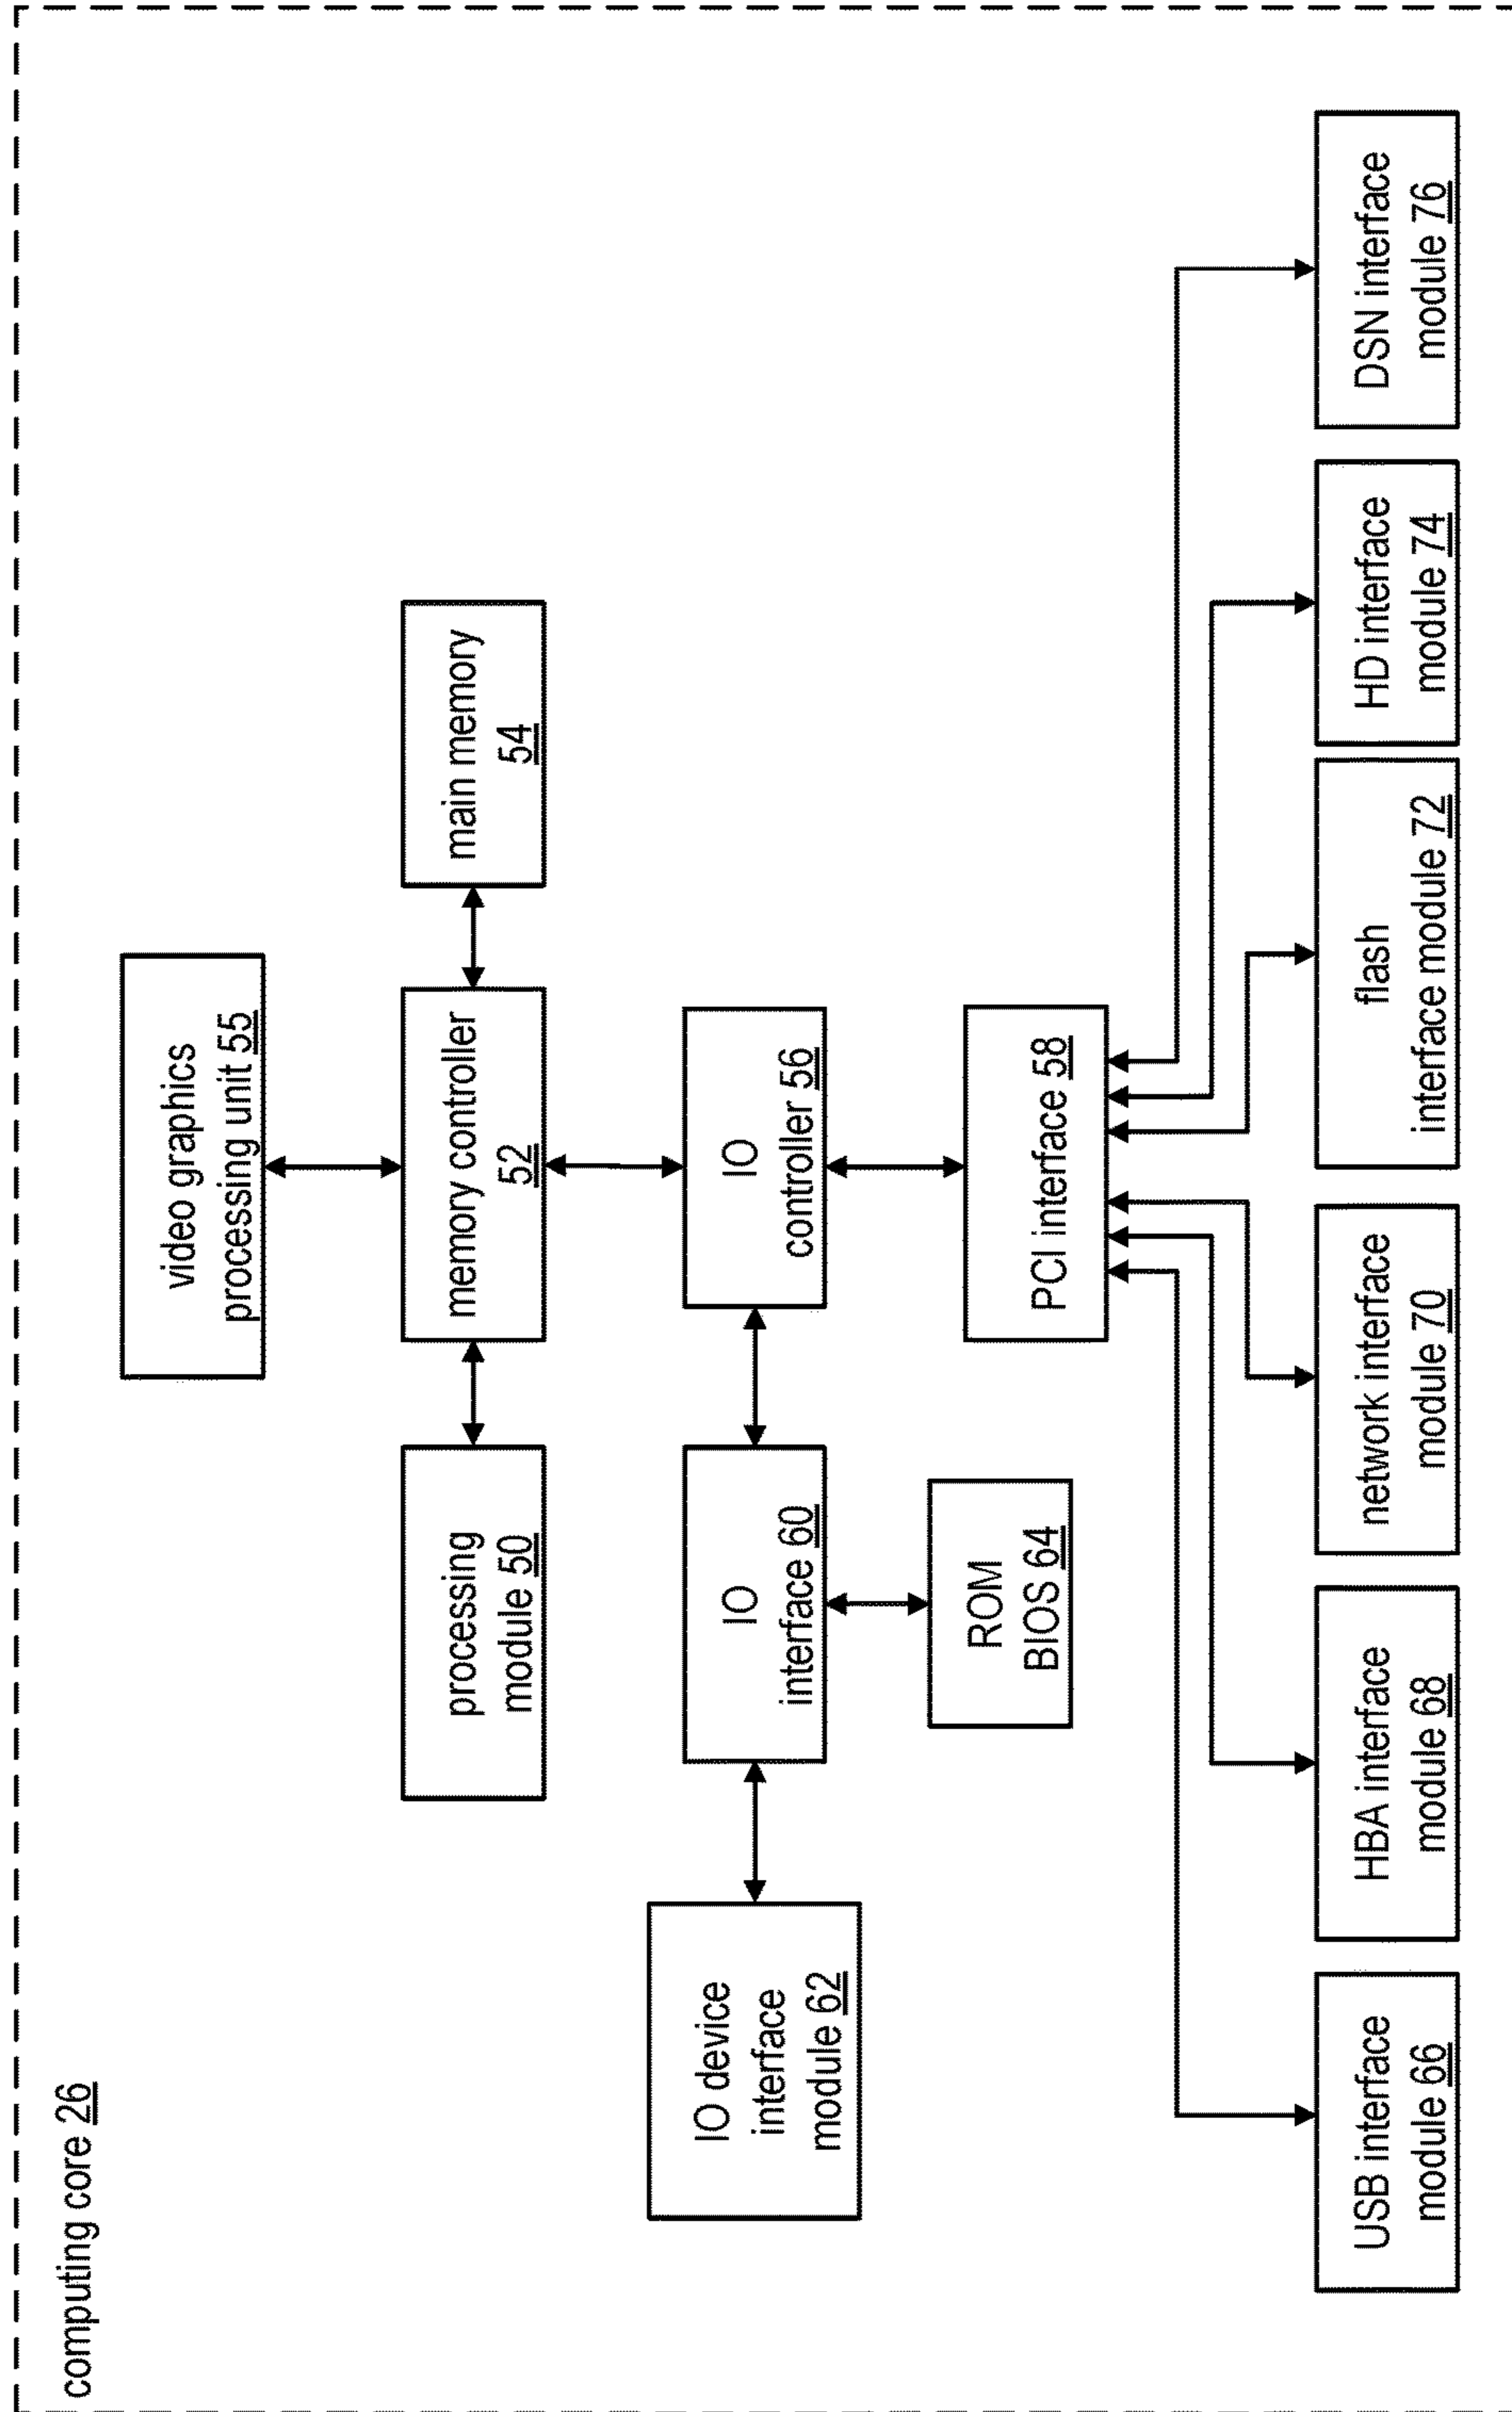 computing core 26
video graphics
processing unit 55
processing
module 50
memory controller
52
main memory
54
IO device
interface
module 62
IO
interface 60
IO
controller 56
ROM
BIOS 64
PCI interface 58
USB interface
module 66
HBA interface
module 68
network interface
module 70
flash
interface module 72
HD interface
module 74
DSN interface
module 76